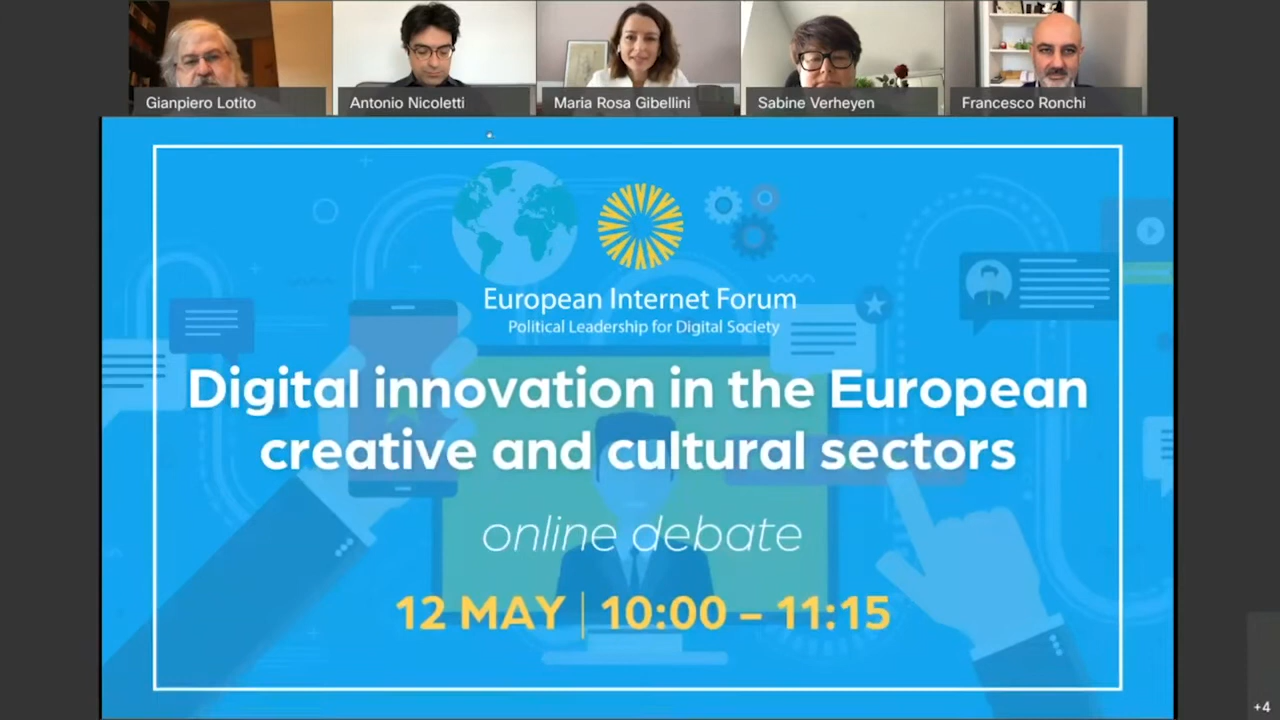 Gianpiero Lotito
Antonio Nicoletti
Maria Rosa Gibellini
Sabine Verheyen
Francesco Ronchi
European Internet Forum
Political Leadership for Digital Society
Digital innovation in the European
creative and cultural sectors
online debate
12 MAY | 10:00 – 11:15
+4